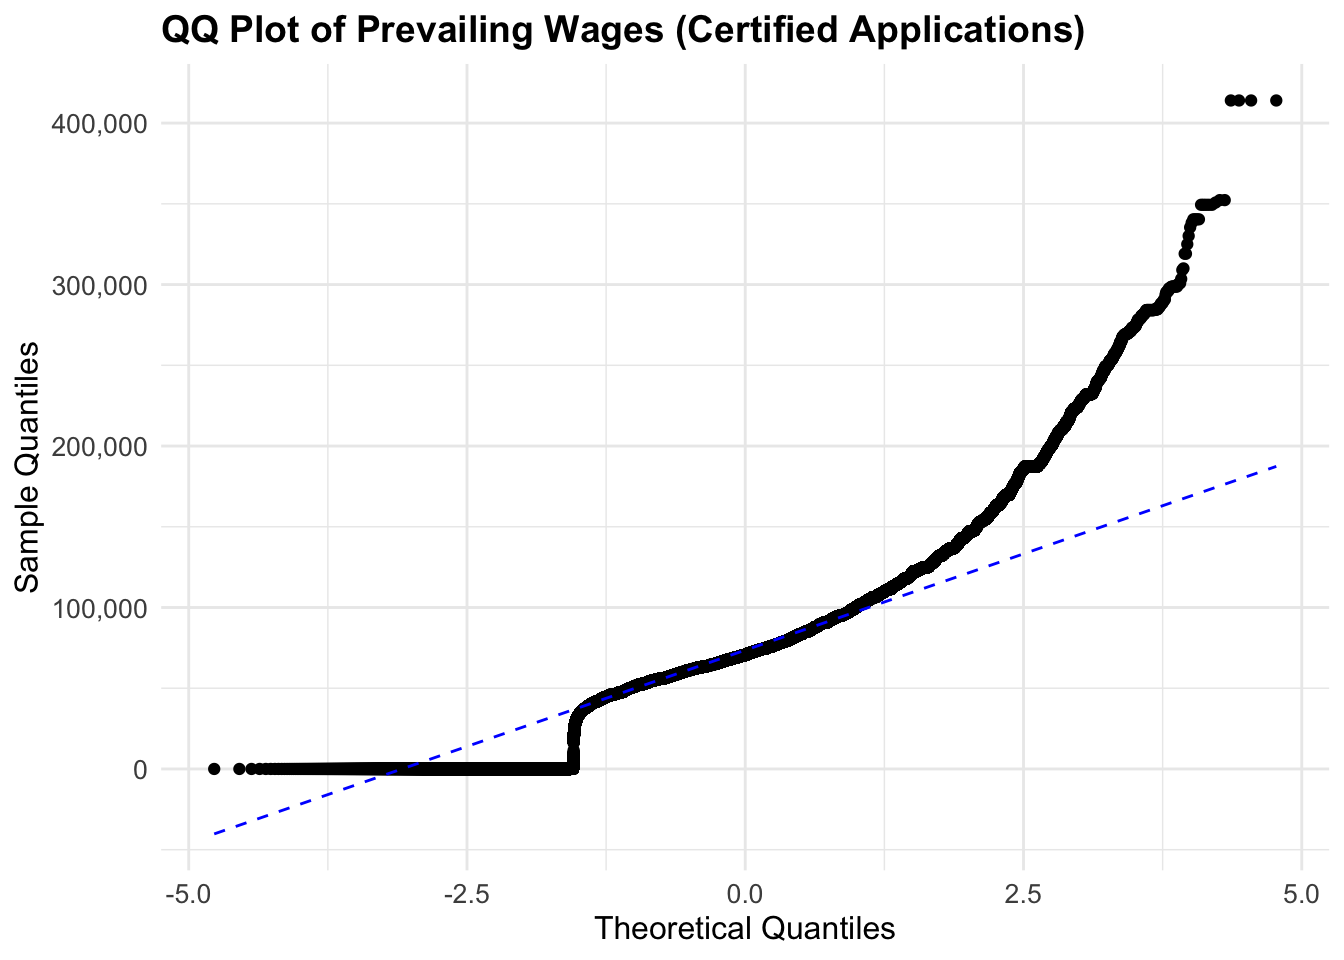 QQ Plot of Prevailing Wages (Certified Applications)
400,000
300,000
200,000
100,000
0
Sample Quantiles
-5.0 -2.5 0.0 2.5 5.0
Theoretical Quantiles